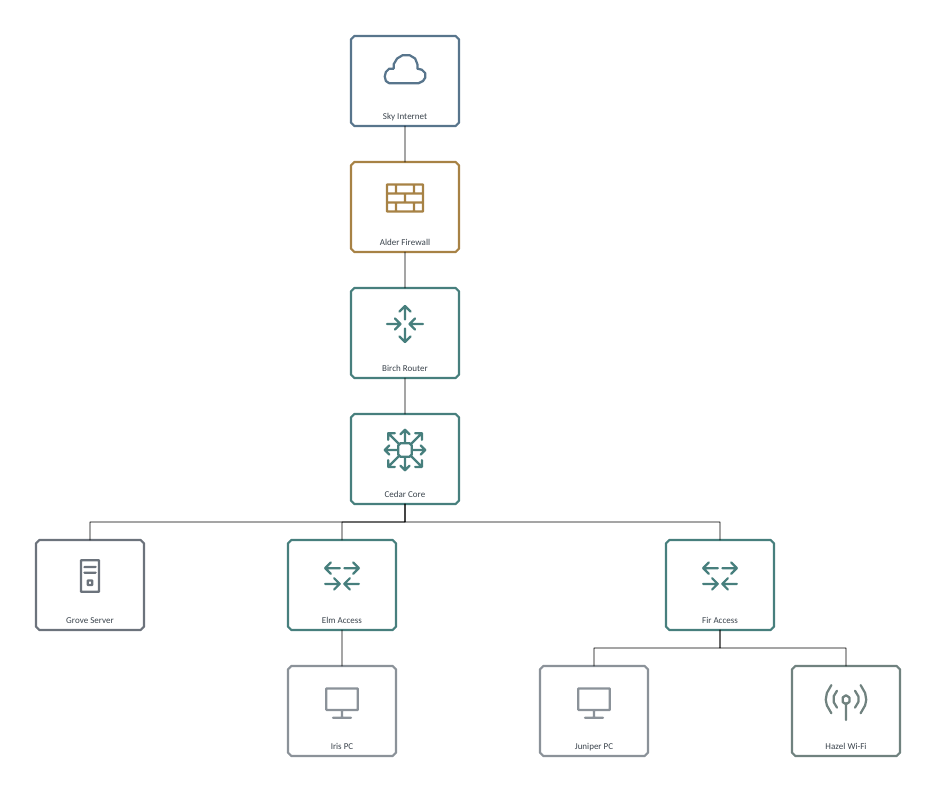 Sky Internet
Alder Firewall
Birch Router
Cedar Core
Grove Server
Elm Access
Fir Access
Iris PC
Juniper PC
Hazel Wi-Fi